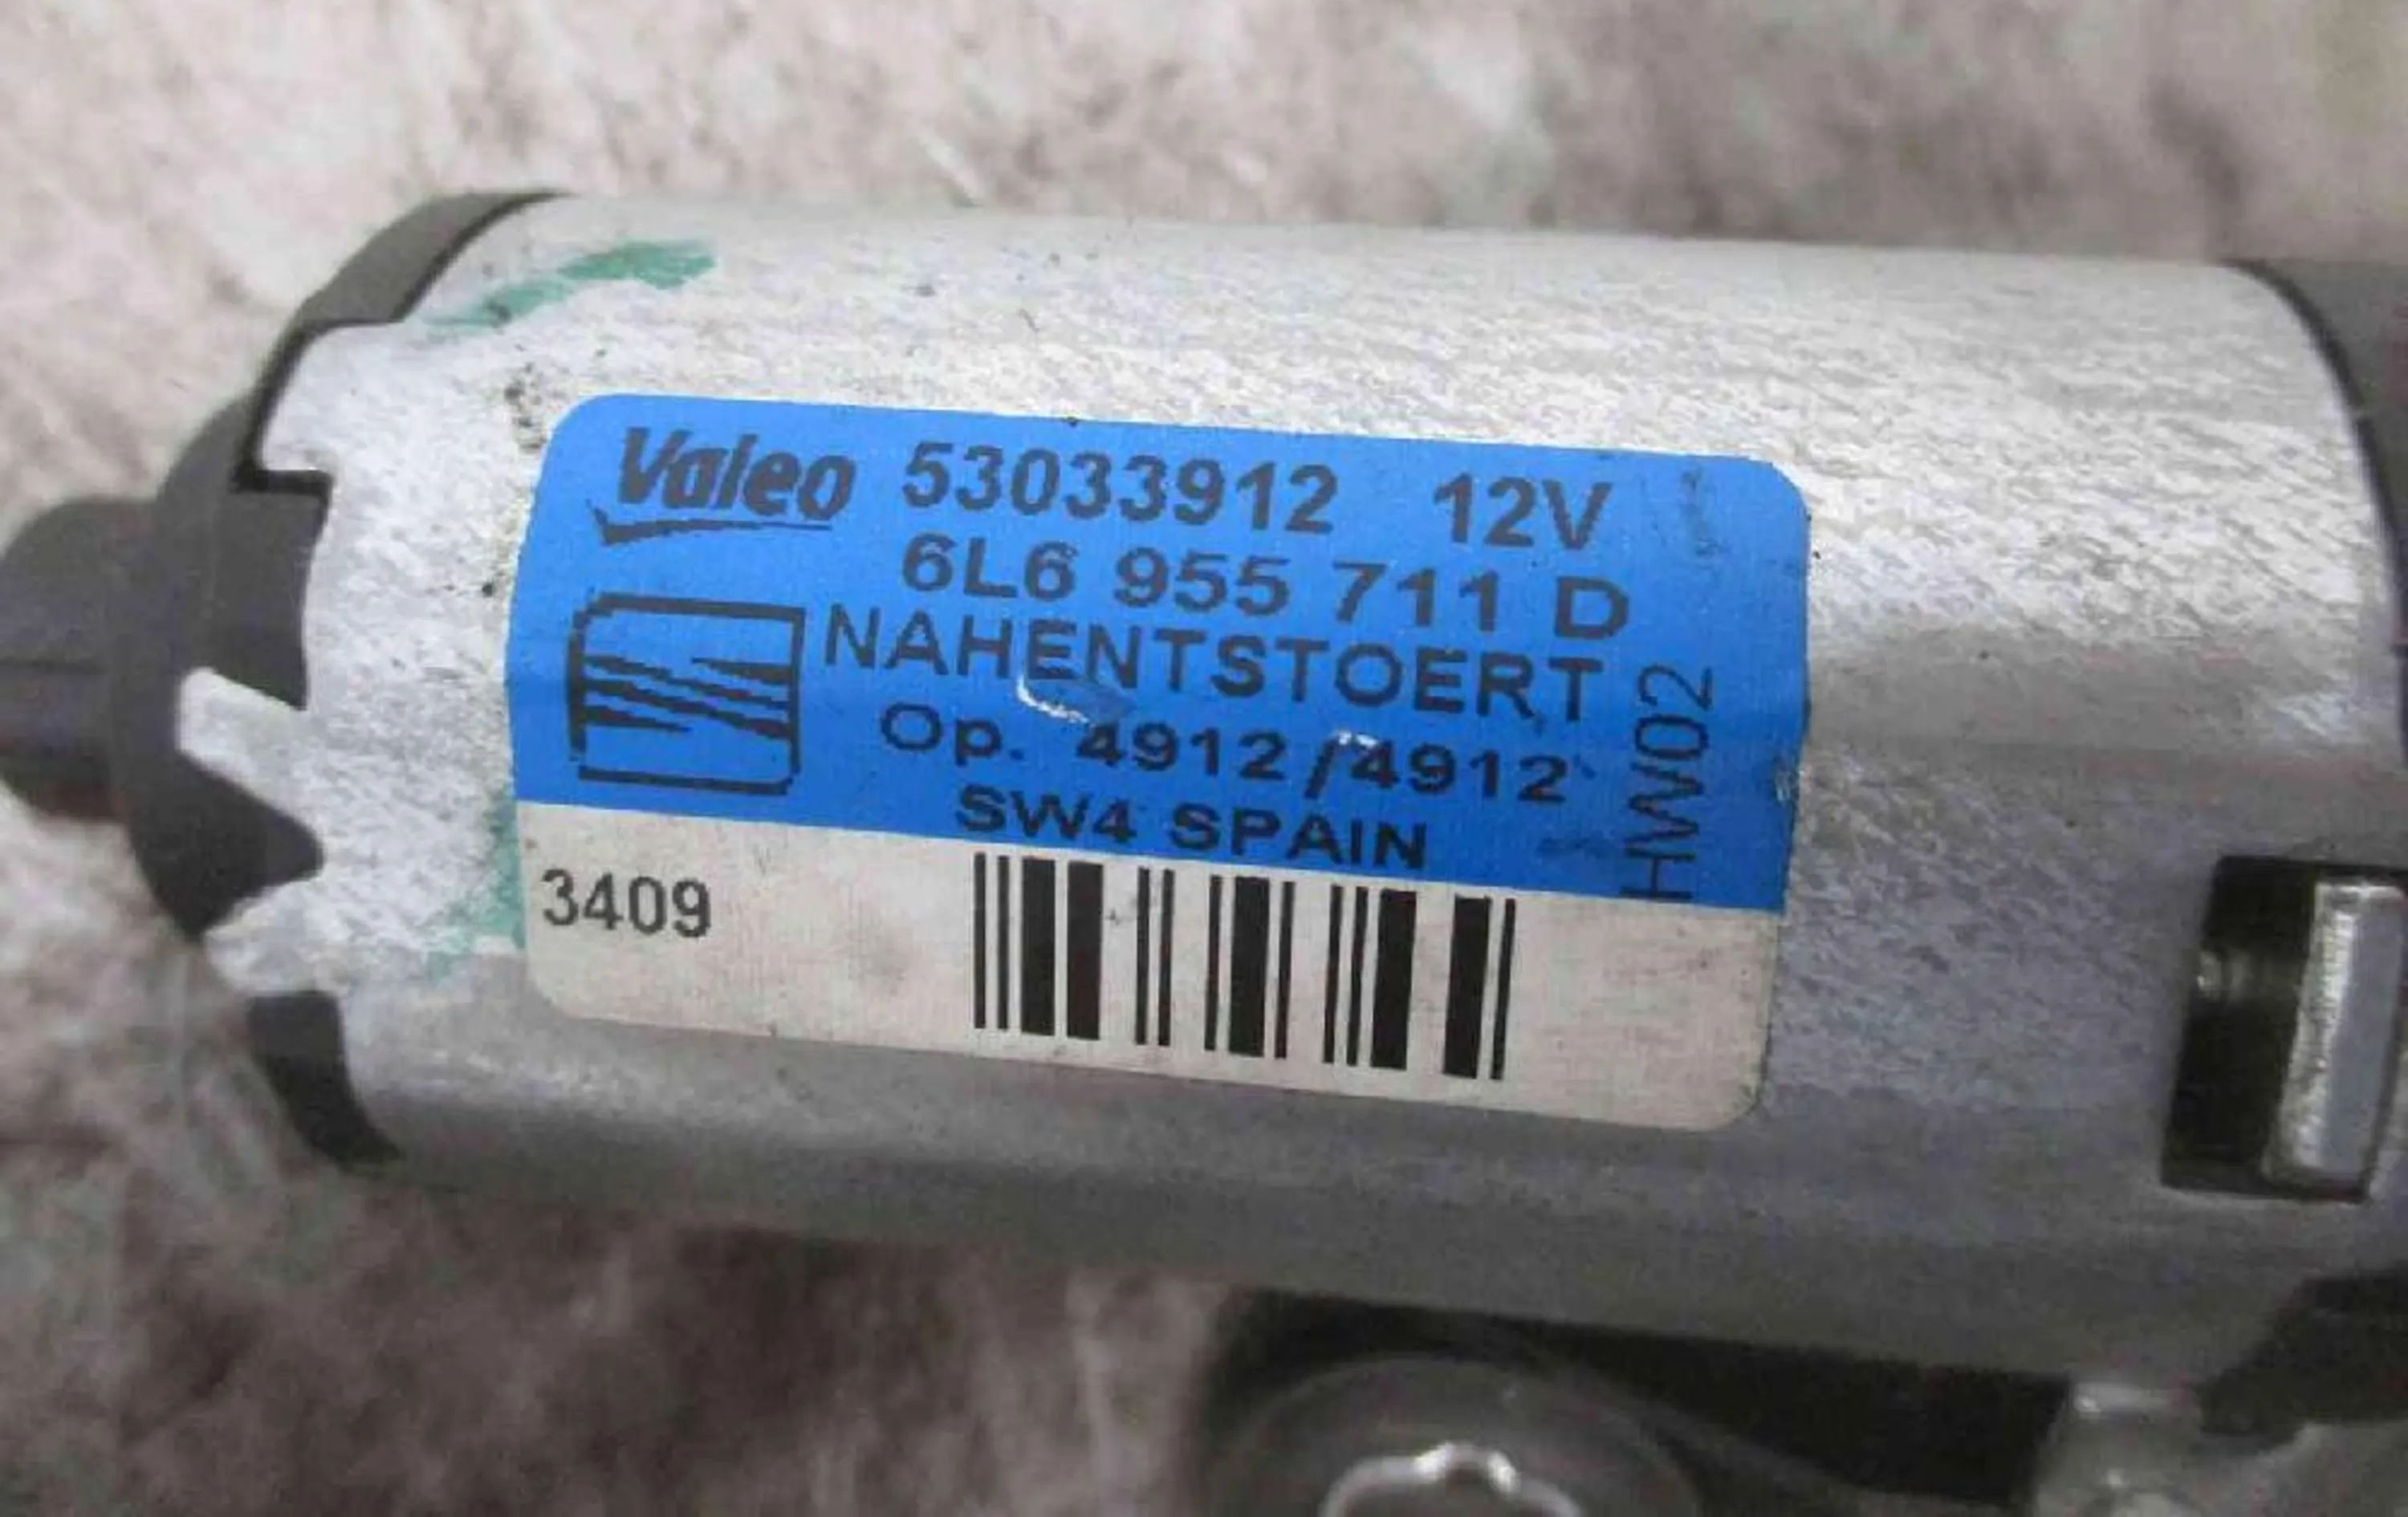 Valeo 53033912 12V
6L6 955 711 D
NAHENTSTOERT
Op. 4912/4912
SW4 SPAIN
HW02
3409